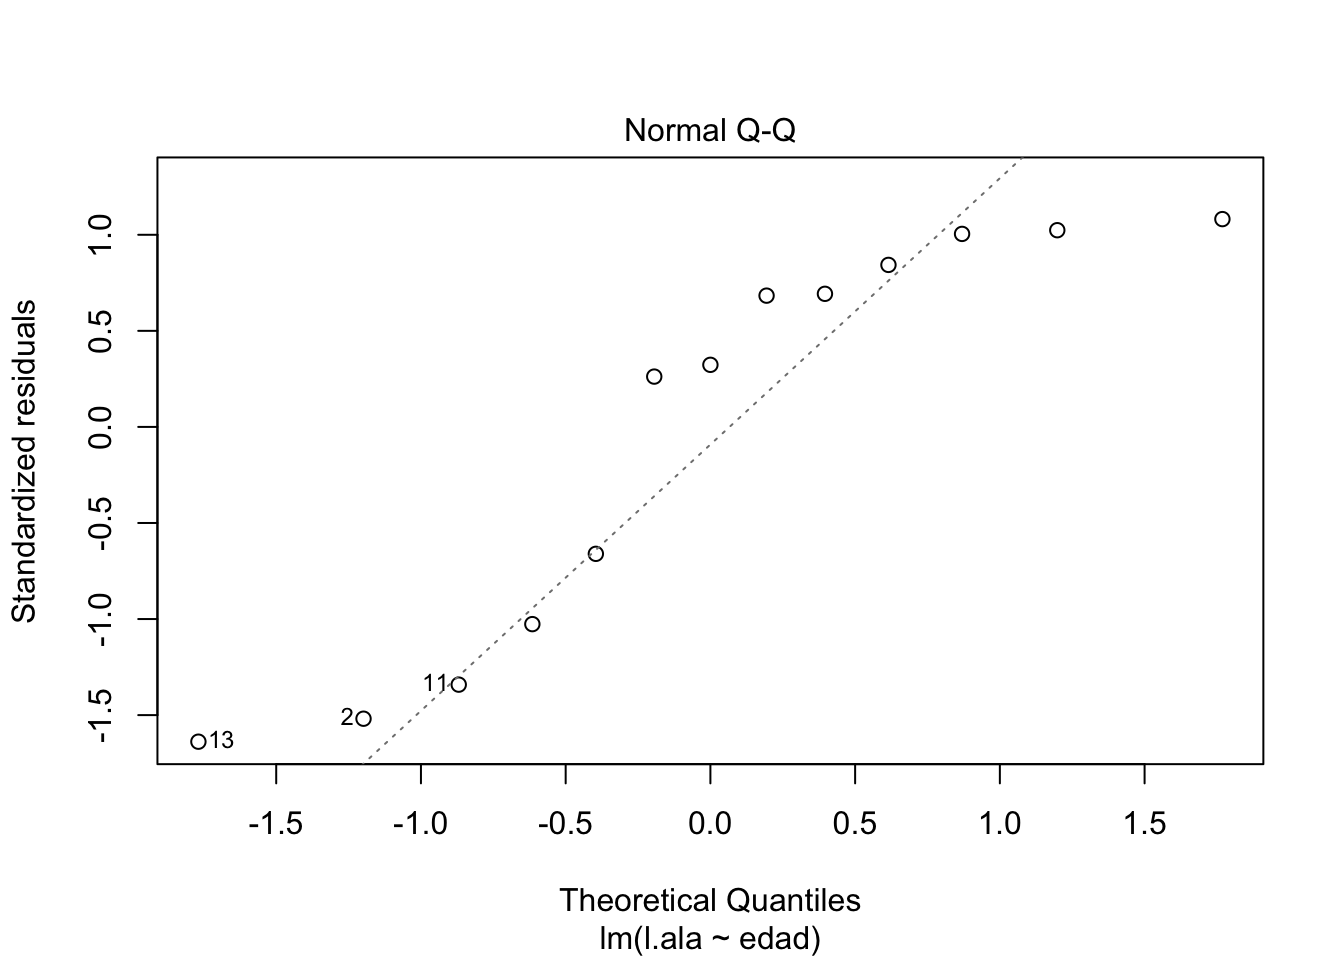 Normal Q-Q
Standardized residuals
1.0
0.5
0.0
-0.5
-1.0
-1.5
11
2
13
-1.5 -1.0 -0.5 0.0 0.5 1.0 1.5
Theoretical Quantiles
lm(l.ala ~ edad)